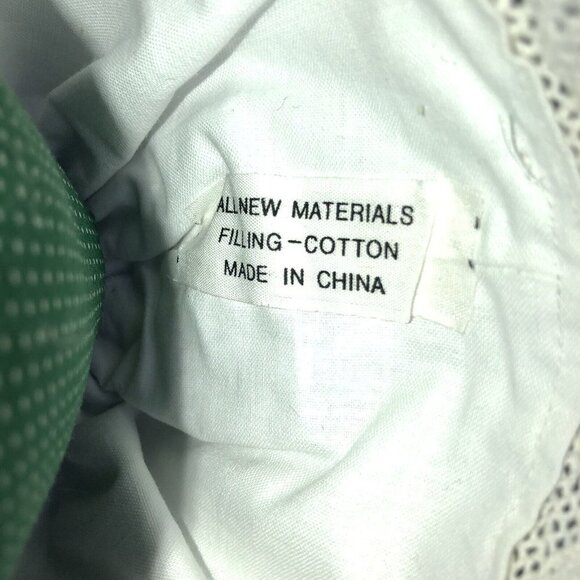 ALLNEW MATERIALS
FILLING-COTTON
MADE IN CHINA